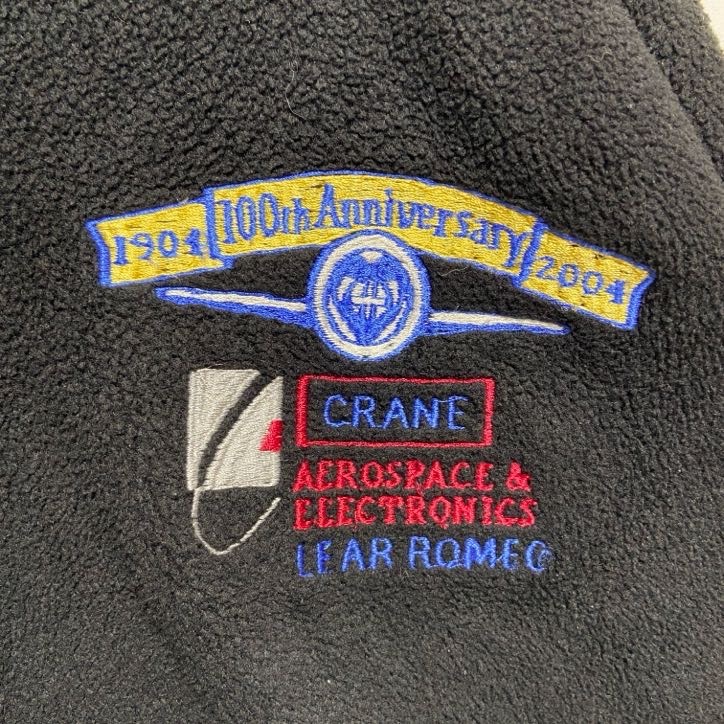 1904 100th Anniversary 2004
CRANE
AEROSPACE &
ELECTRONICS
LEAR ROMEC